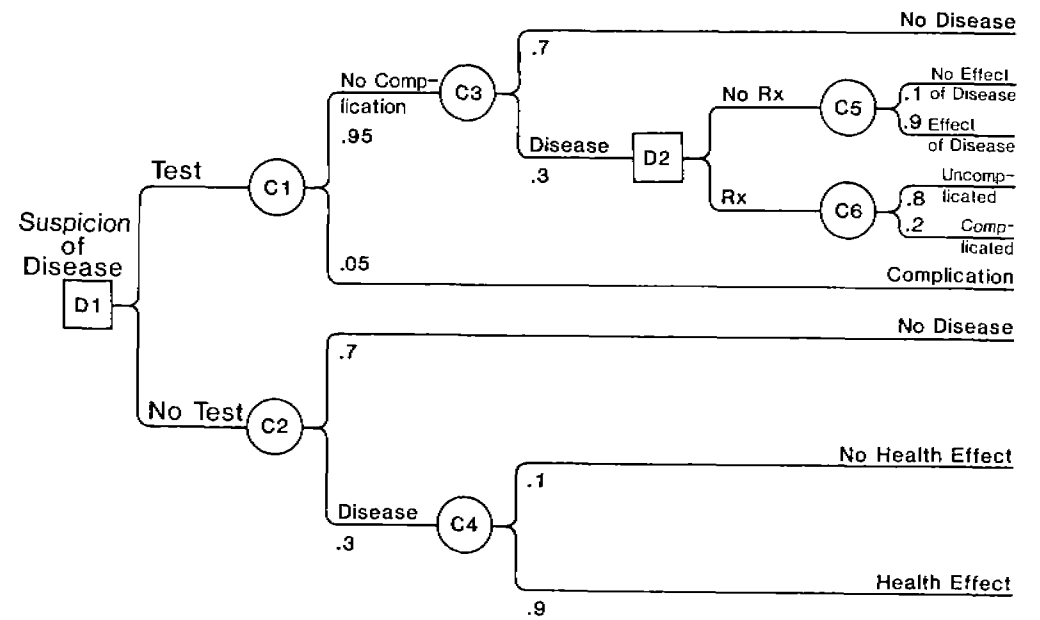 No Disease
.7
No Comp-
lication
.95
C3
No Rx
C5
No Effect
.1 of Disease
.9 Effect
of Disease
Disease
.3
D2
Test
C1
Rx
C6
Uncomp-
.8 licated
.2 Comp-
licated
Suspicion
of
Disease
D1
.05
Complication
No Disease
.7
No Test
C2
No Health Effect
.1
Disease
.3
C4
Health Effect
.9